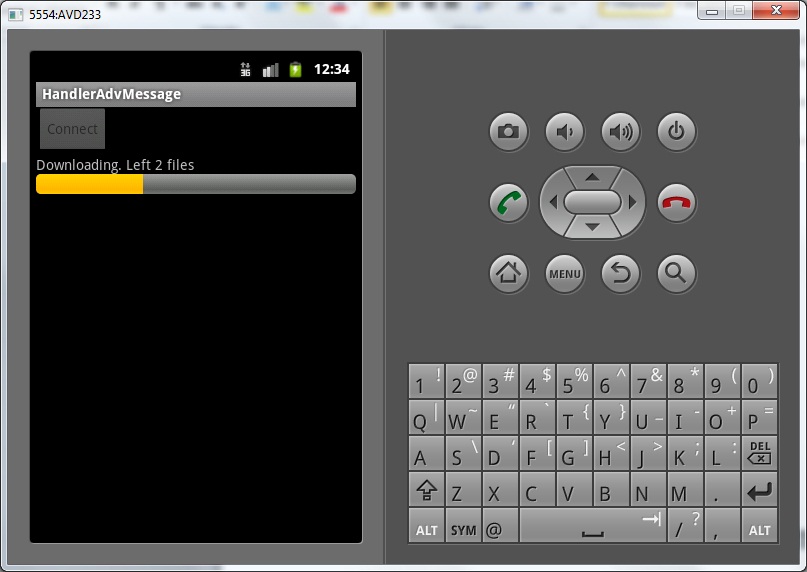 5554:AVD233
3G 12:34
HandlerAdvMessage
Connect
Downloading. Left 2 files
MENU
1 ! 2 @ 3 # 4 $ 5 % 6 ^ 7 & 8 * 9 ( 0 )
Q | W ~ E “ R ` T { Y } U _ I - O + P =
A S \ D ‘ F [ G ] H < J > K ; L : DEL
Z X C V B N M .
ALT SYM @ / ? , ALT